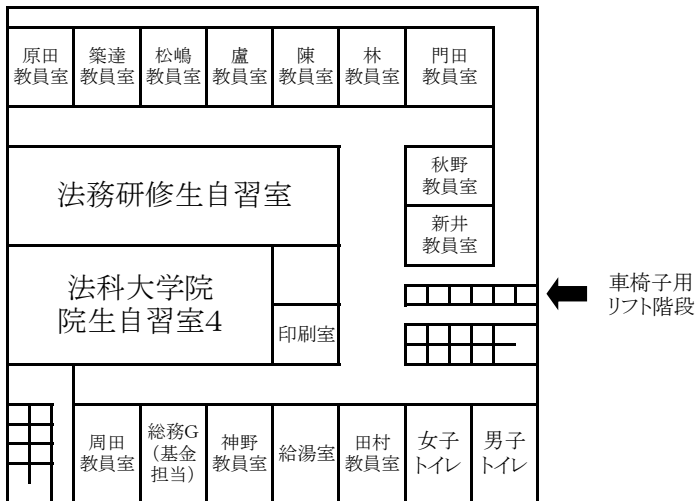 原田
教員室
築達
教員室
松嶋
教員室
盧
教員室
陳
教員室
林
教員室
門田
教員室
法務研修生自習室
秋野
教員室
新井
教員室
法科大学院
院生自習室4
印刷室
車椅子用
リフト階段
周田
教員室
総務G
（基金
担当）
神野
教員室
給湯室
田村
教員室
女子
トイレ
男子
トイレ